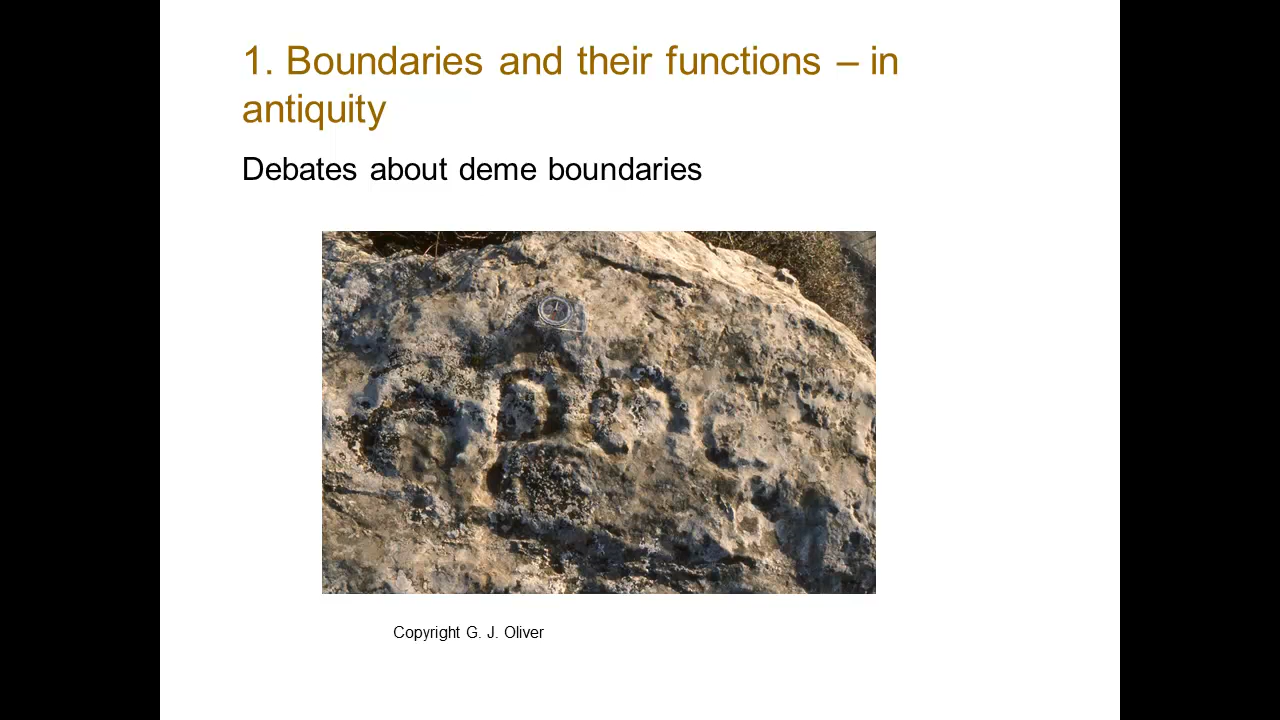 1. Boundaries and their functions – in
antiquity
Debates about deme boundaries
Copyright G. J. Oliver